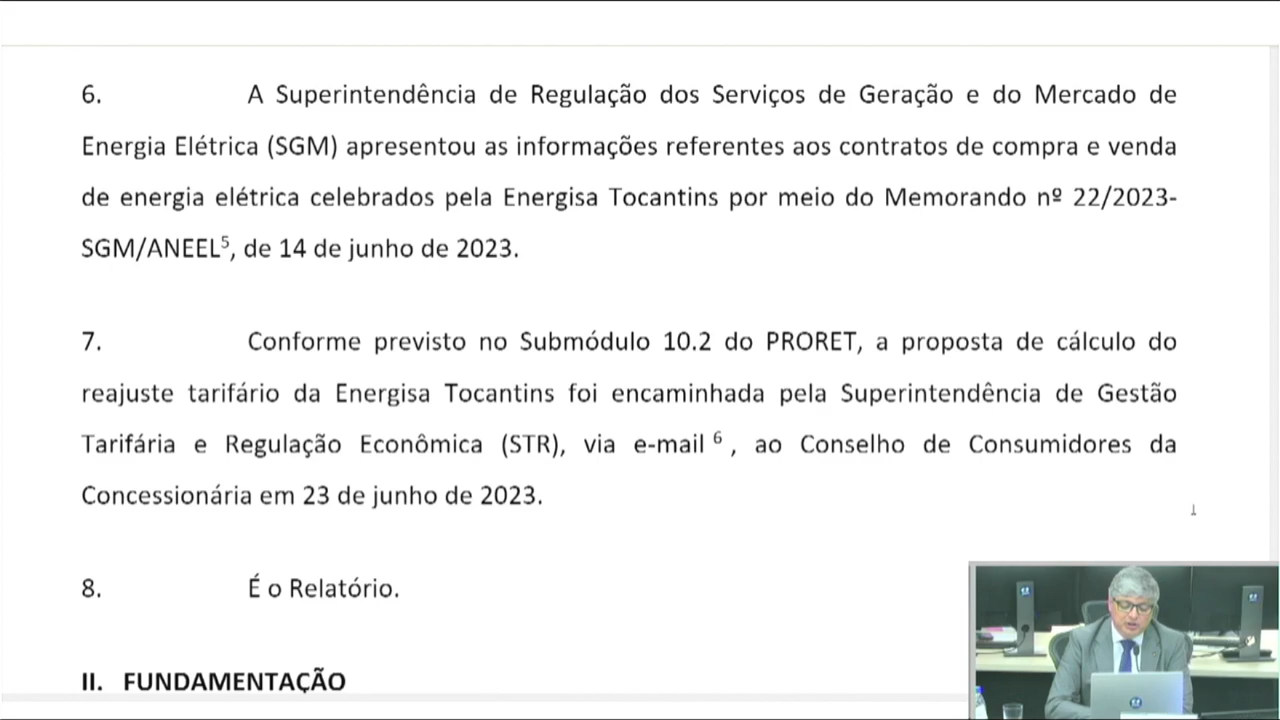 6. A Superintendência de Regulação dos Serviços de Geração e do Mercado de
Energia Elétrica (SGM) apresentou as informações referentes aos contratos de compra e venda
de energia elétrica celebrados pela Energisa Tocantins por meio do Memorando nº 22/2023-
SGM/ANEEL⁵, de 14 de junho de 2023.
7. Conforme previsto no Submódulo 10.2 do PRORET, a proposta de cálculo do
reajuste tarifário da Energisa Tocantins foi encaminhada pela Superintendência de Gestão
Tarifária e Regulação Econômica (STR), via e-mail ⁶ , ao Conselho de Consumidores da
Concessionária em 23 de junho de 2023.
8. É o Relatório.
II. FUNDAMENTAÇÃO